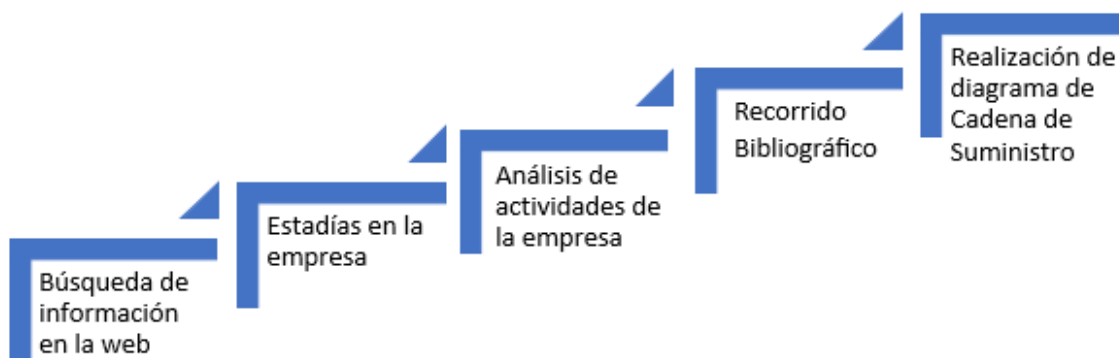 Búsqueda de
información
en la web
Estadías en la
empresa
Análisis de
actividades de
la empresa
Recorrido
Bibliográfico
Realización de
diagrama de
Cadena de
Suministro